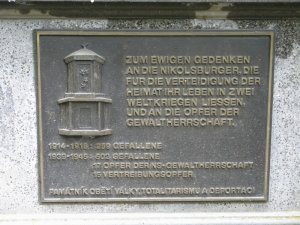 ZUM EWIGEN GEDENKEN
AN DIE NIKOLSBURGER, DIE
FÜR DIE VERTEIDIGUNG DER
HEIMAT IHR LEBEN IN ZWEI
WELTKRIEGEN LIESSEN,
UND AN DIE OPFER DER
GEWALTHERRSCHAFT.
1914-1918: GEFALLENE
1939-1945: 503 GEFALLENE
17 OPFER DER NS-GEWALTHERRSCHAFT
15 VERTREIBUNGSOPFER
PAMÁTNÍK OBĚTÍ VÁLKY, TOTALITARISMU A DEPORTACÍ